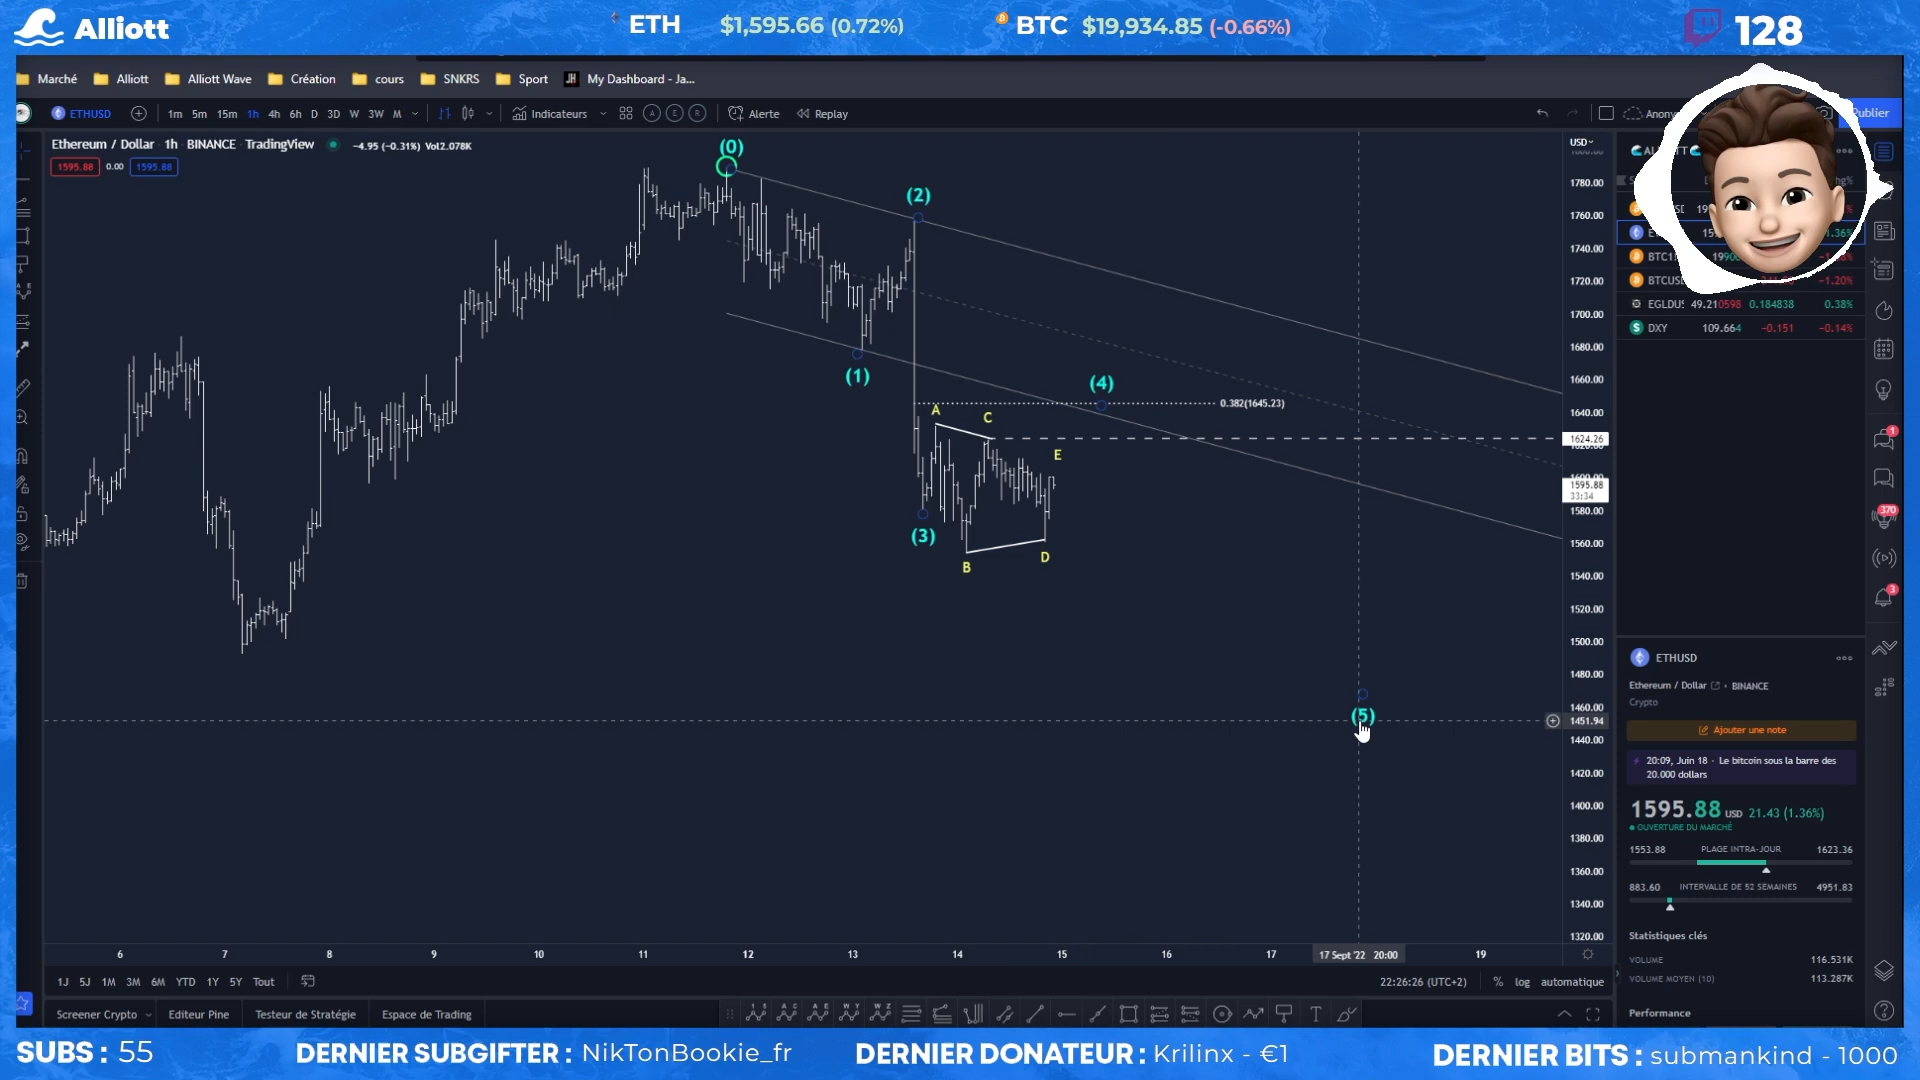 Alliott
ETH $1,595.66 (0.72%)
BTC $19,934.85 (-0.66%)
128
Marché Alliott Alliott Wave Création cours SNKRS Sport JH My Dashboard - Ja...
ETHUSD 1m 5m 15m 1h 4h 6h D 3D W 3W M Indicateurs A E R Alerte Replay
Publier
Ethereum / Dollar · 1h · BINANCE · TradingView −4.95 (−0.31%) Vol2.078K
1595.88 0.00 1595.88
USD
1780.00
1760.00
1740.00
1720.00
1700.00
1680.00
1660.00
1640.00
1624.26
1595.88
33:34
1580.00
1560.00
1540.00
1520.00
1500.00
1480.00
1460.00
1451.94
1440.00
1420.00
1400.00
1380.00
1360.00
1340.00
1320.00
(0)
(2)
(1)
(4)
0.382(1645.23)
A
C
E
(3)
B
D
(5)
BTC1
BTCUS −1.20%
EGLDUS 49.210598 0.184838 0.38%
DXY 109.664 −0.151 −0.14%
1
370
3
ETHUSD
Ethereum / Dollar · BINANCE
Crypto
Ajouter une note
20:09, Juin 18 · Le bitcoin sous la barre des
20.000 dollars
1595.88 USD 21.43 (1.36%)
OUVERTURE DU MARCHÉ
1553.88 PLAGE INTRA-JOUR 1623.36
883.60 INTERVALLE DE 52 SEMAINES 4951.83
Statistiques clés
VOLUME 116.531K
VOLUME MOYEN (10) 113.287K
Performance
6 7 8 9 10 11 12 13 14 15 16 17 17 Sept '22 20:00 19
1J 5J 1M 3M 6M YTD 1Y 5Y Tout
22:26:26 (UTC+2) % log automatique
Screener Crypto Editeur Pine Testeur de Stratégie Espace de Trading
SUBS : 55
DERNIER SUBGIFTER : NikTonBookie_fr
DERNIER DONATEUR : Krilinx - €1
DERNIER BITS : submankind - 1000